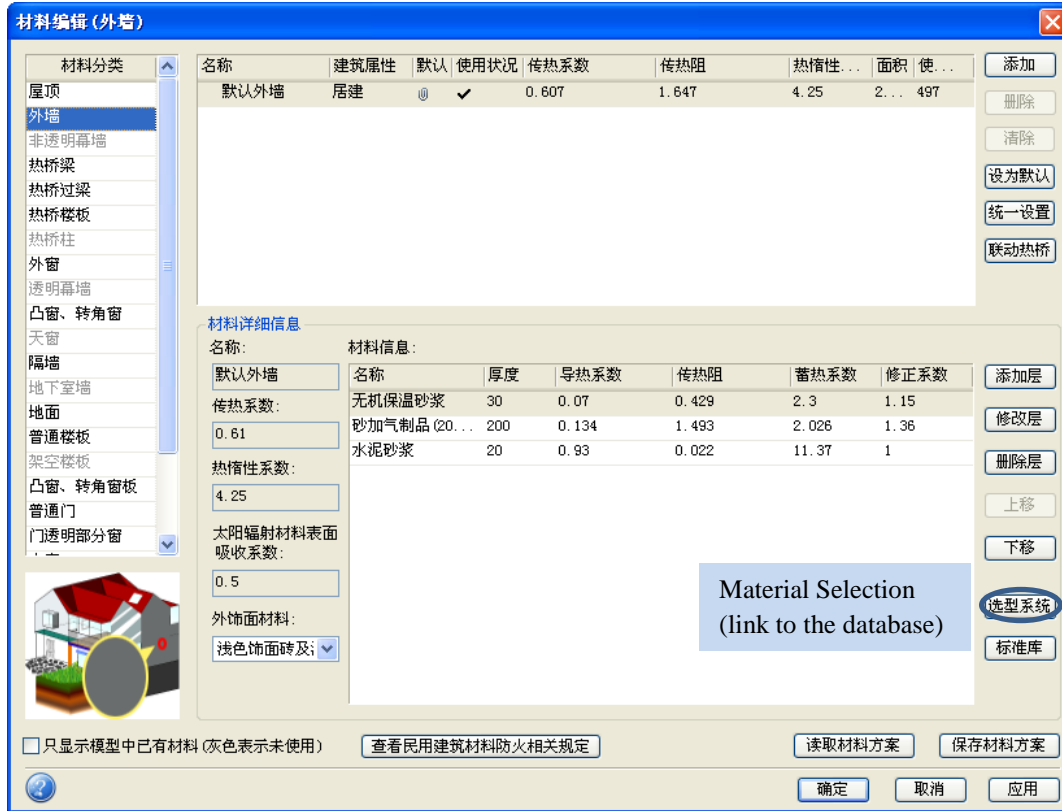 材料编辑(外墙)
材料分类
屋顶
外墙
非透明幕墙
热桥梁
热桥过梁
热桥楼板
热桥柱
外窗
透明幕墙
凸窗、转角窗
天窗
隔墙
地下室墙
地面
普通楼板
架空楼板
凸窗、转角窗板
普通门
门透明部分窗
名称 建筑属性 默认 使用状况 传热系数 传热阻 热惰性... 面积 使...
默认外墙 居建 ✓ 0.607 1.647 4.25 2... 497
添加
删除
清除
设为默认
统一设置
联动热桥
材料详细信息
名称:
默认外墙
传热系数:
0.61
热惰性系数:
4.25
太阳辐射材料表面
吸收系数:
0.5
外饰面材料:
浅色饰面砖及
材料信息:
名称 厚度 导热系数 传热阻 蓄热系数 修正系数
无机保温砂浆 30 0.07 0.429 2.3 1.15
砂加气制品(20... 200 0.134 1.493 2.026 1.36
水泥砂浆 20 0.93 0.022 11.37 1
Material Selection
(link to the database)
添加层
修改层
删除层
上移
下移
选型系统
标准库
只显示模型中已有材料(灰色表示未使用)
查看民用建筑材料防火相关规定
读取材料方案
保存材料方案
确定
取消
应用